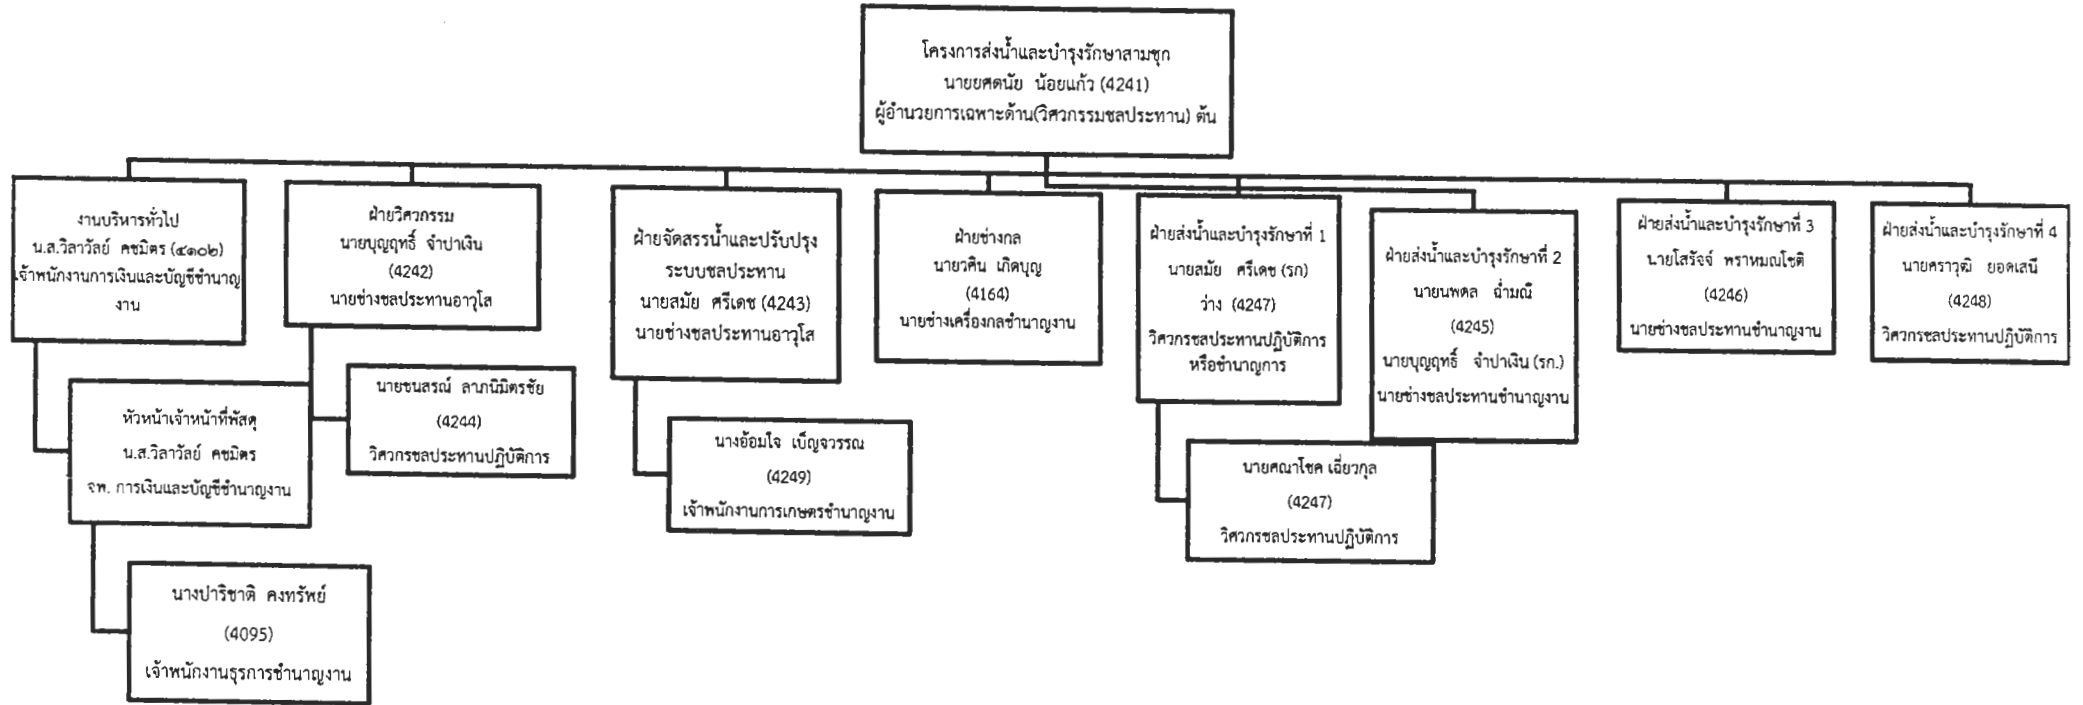 โครงการส่งน้ำและบำรุงรักษาสามชุก
นายยศดนัย น้อยแก้ว (4241)
ผู้อำนวยการเฉพาะด้าน(วิศวกรรมชลประทาน) ต้น
งานบริหารทั่วไป
น.ส.วิลาวัลย์ คชมิตร (๔๑๐๒)
เจ้าพนักงานการเงินและบัญชีชำนาญ
งาน
หัวหน้าเจ้าหน้าที่พัสดุ
น.ส.วิลาวัลย์ คชมิตร
จพ. การเงินและบัญชีชำนาญงาน
นางปาริชาติ คงทรัพย์
(4095)
เจ้าพนักงานธุรการชำนาญงาน
ฝ่ายวิศวกรรม
นายบุญฤทธิ์ จำปาเงิน
(4242)
นายช่างชลประทานอาวุโส
นายชนสรณ์ ลาภนิมิตรชัย
(4244)
วิศวกรชลประทานปฏิบัติการ
ฝ่ายจัดสรรน้ำและปรับปรุง
ระบบชลประทาน
นายสมัย ศรีเดช (4243)
นายช่างชลประทานอาวุโส
นางอ้อมใจ เบ็ญจวรรณ
(4249)
เจ้าพนักงานการเกษตรชำนาญงาน
ฝ่ายช่างกล
นายวศิน เกิดบุญ
(4164)
นายช่างเครื่องกลชำนาญงาน
ฝ่ายส่งน้ำและบำรุงรักษาที่ 1
นายสมัย ศรีเดช (รก)
ว่าง (4247)
วิศวกรชลประทานปฏิบัติการ
หรือชำนาญการ
นายคณาโชค เฉี่ยวกุล
(4247)
วิศวกรชลประทานปฏิบัติการ
ฝ่ายส่งน้ำและบำรุงรักษาที่ 2
นายนพดล ฉ่ำมณี
(4245)
นายบุญฤทธิ์ จำปาเงิน (รก.)
นายช่างชลประทานชำนาญงาน
ฝ่ายส่งน้ำและบำรุงรักษาที่ 3
นายโสรัจจ์ พราหมณโชติ
(4246)
นายช่างชลประทานชำนาญงาน
ฝ่ายส่งน้ำและบำรุงรักษาที่ 4
นายศราวุฒิ ยอดเสนี
(4248)
วิศวกรชลประทานปฏิบัติการ